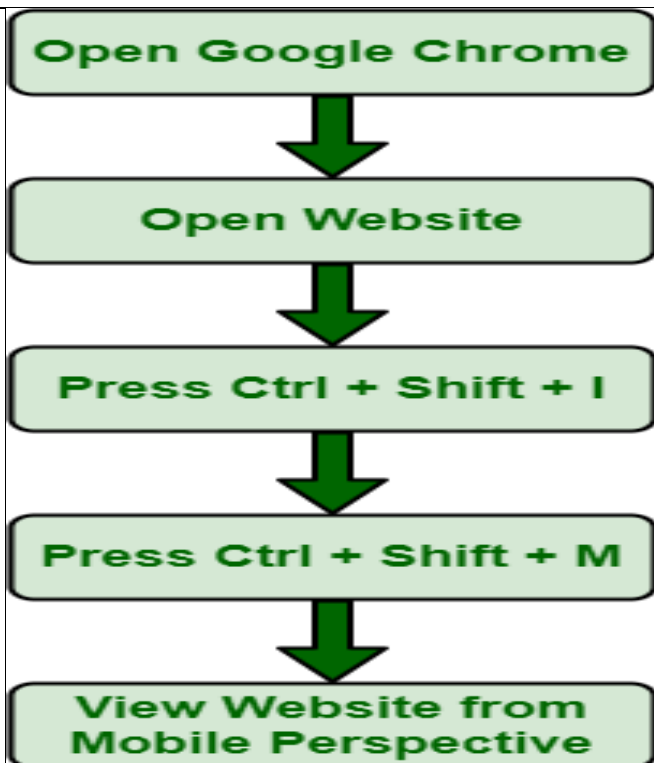 Open Google Chrome
Open Website
Press Ctrl + Shift + I
Press Ctrl + Shift + M
View Website from
Mobile Perspective